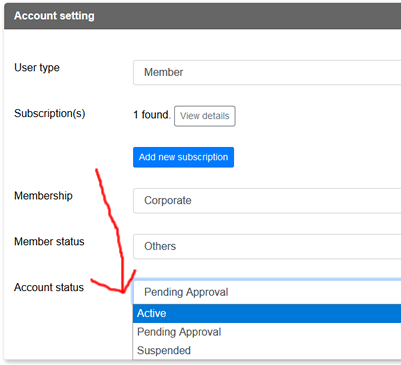 Account setting
User type
Member
Subscription(s)
1 found. View details
Add new subscription
Membership
Corporate
Member status
Others
Account status
Pending Approval
Active
Pending Approval
Suspended